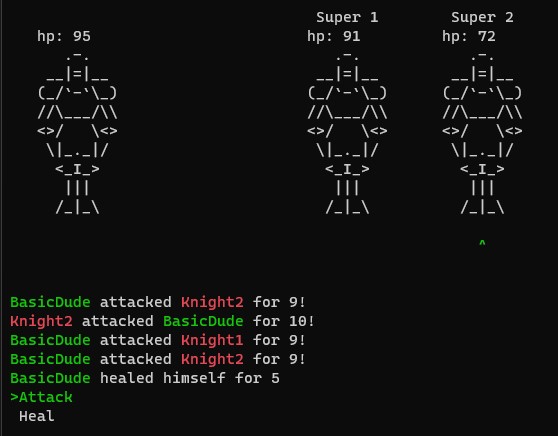 Super 1 Super 2
hp: 95 hp: 91 hp: 72
BasicDude attacked Knight2 for 9!
Knight2 attacked BasicDude for 10!
BasicDude attacked Knight1 for 9!
BasicDude attacked Knight2 for 9!
BasicDude healed himself for 5
>Attack
Heal